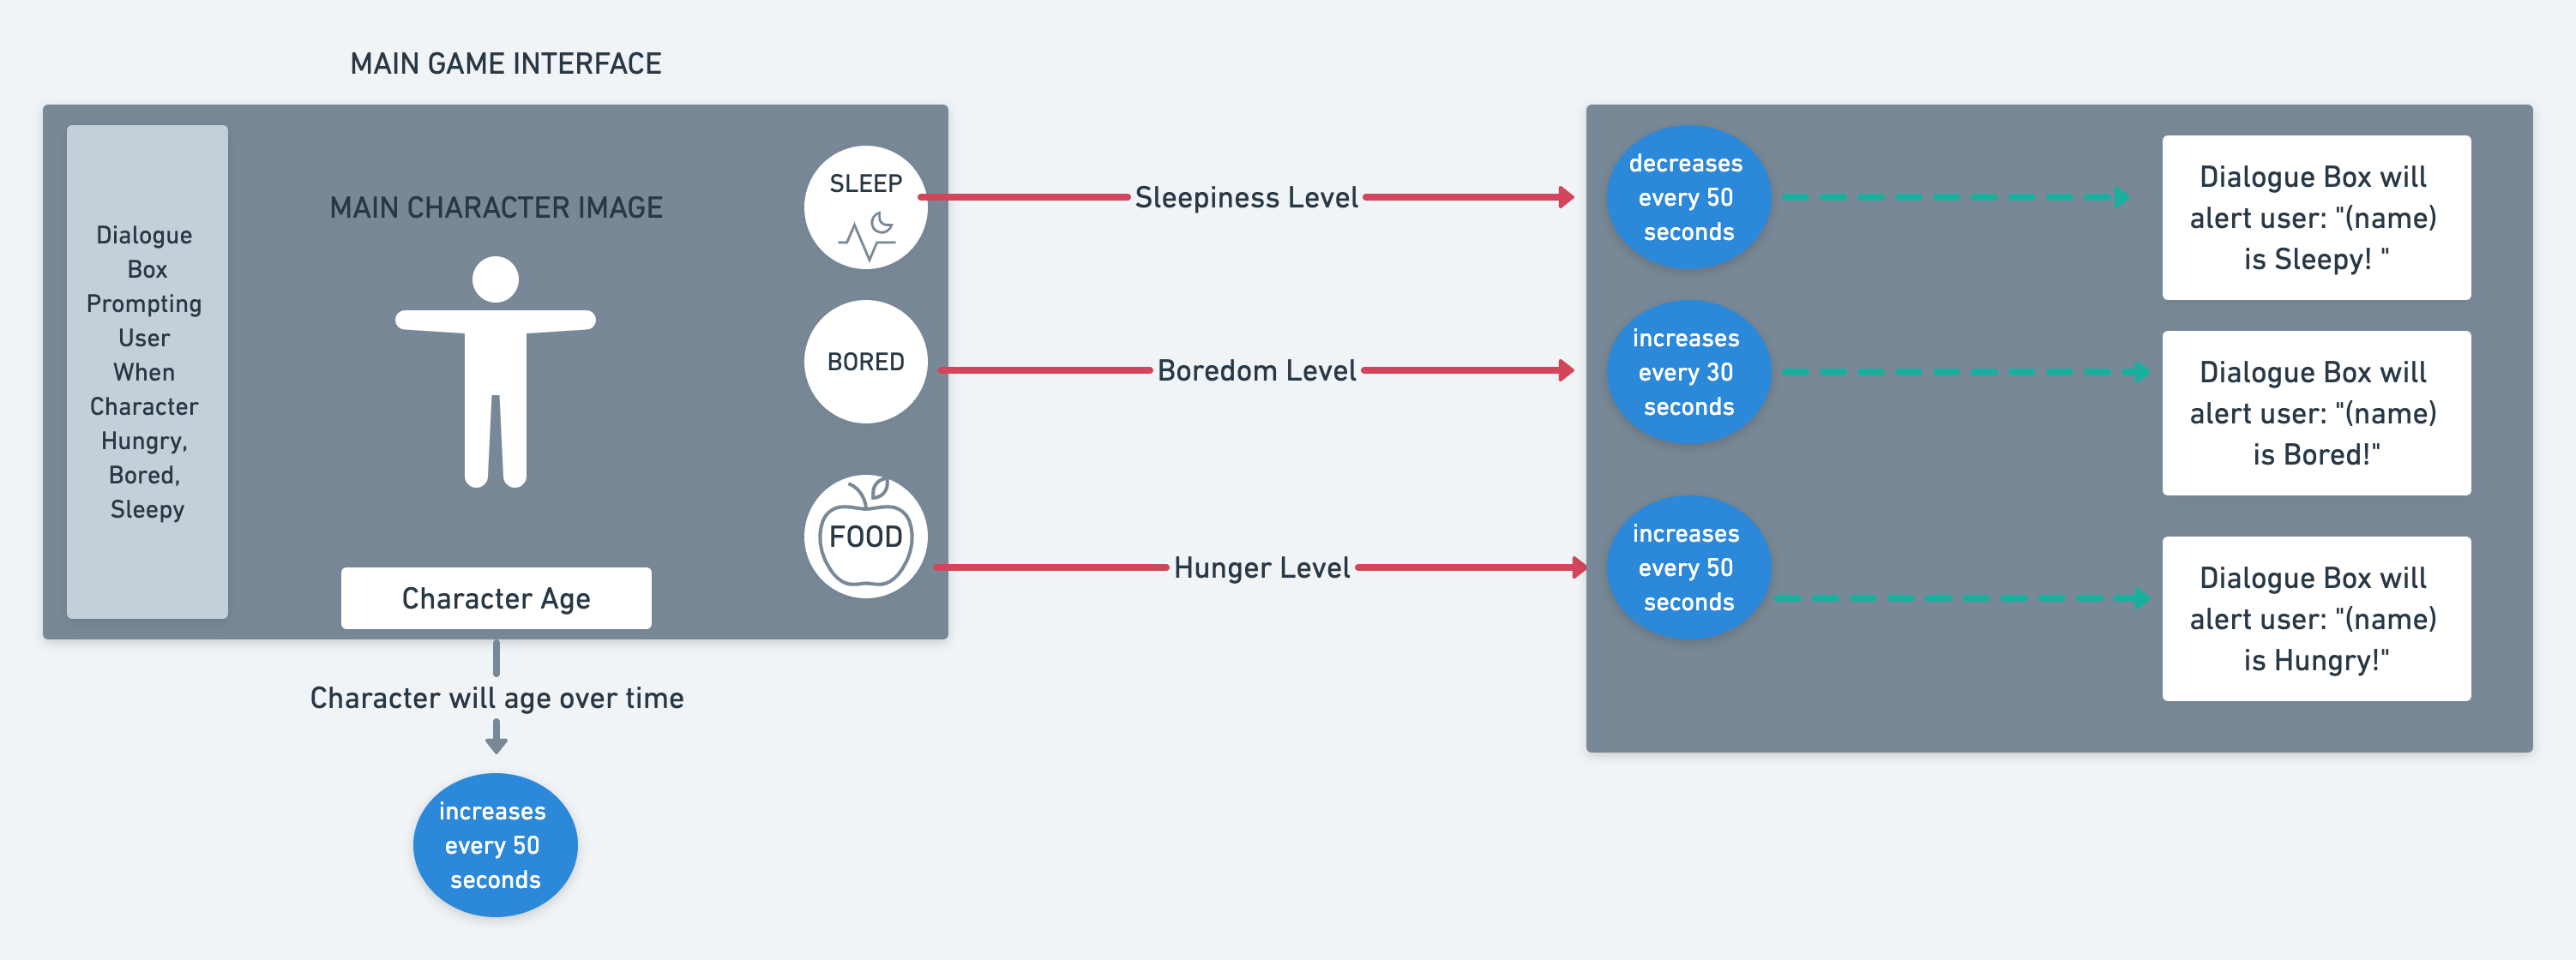 MAIN GAME INTERFACE
Dialogue
Box
Prompting
User
When
Character
Hungry,
Bored,
Sleepy
MAIN CHARACTER IMAGE
Character Age
SLEEP
BORED
FOOD
Sleepiness Level
Boredom Level
Hunger Level
decreases
every 50
seconds
Dialogue Box will
alert user: "(name)
is Sleepy! "
increases
every 30
seconds
Dialogue Box will
alert user: "(name)
is Bored!"
increases
every 50
seconds
Dialogue Box will
alert user: "(name)
is Hungry!"
Character will age over time
increases
every 50
seconds